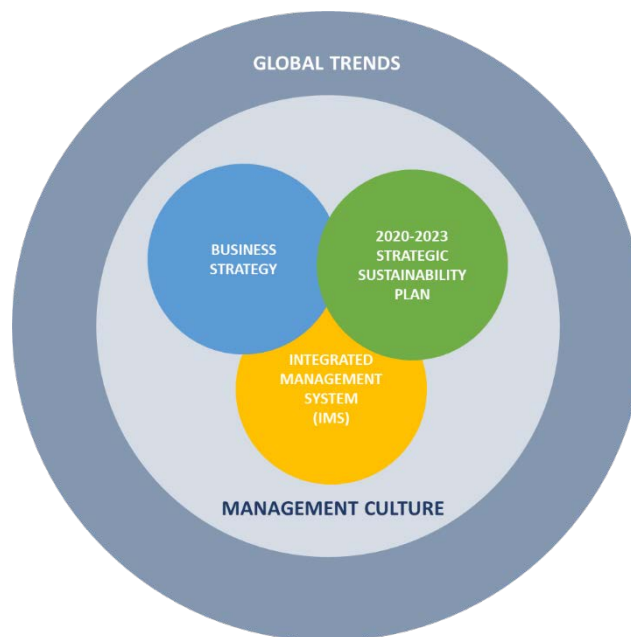 GLOBAL TRENDS
BUSINESS
STRATEGY
2020-2023
STRATEGIC
SUSTAINABILITY
PLAN
INTEGRATED
MANAGEMENT
SYSTEM
(IMS)
MANAGEMENT CULTURE